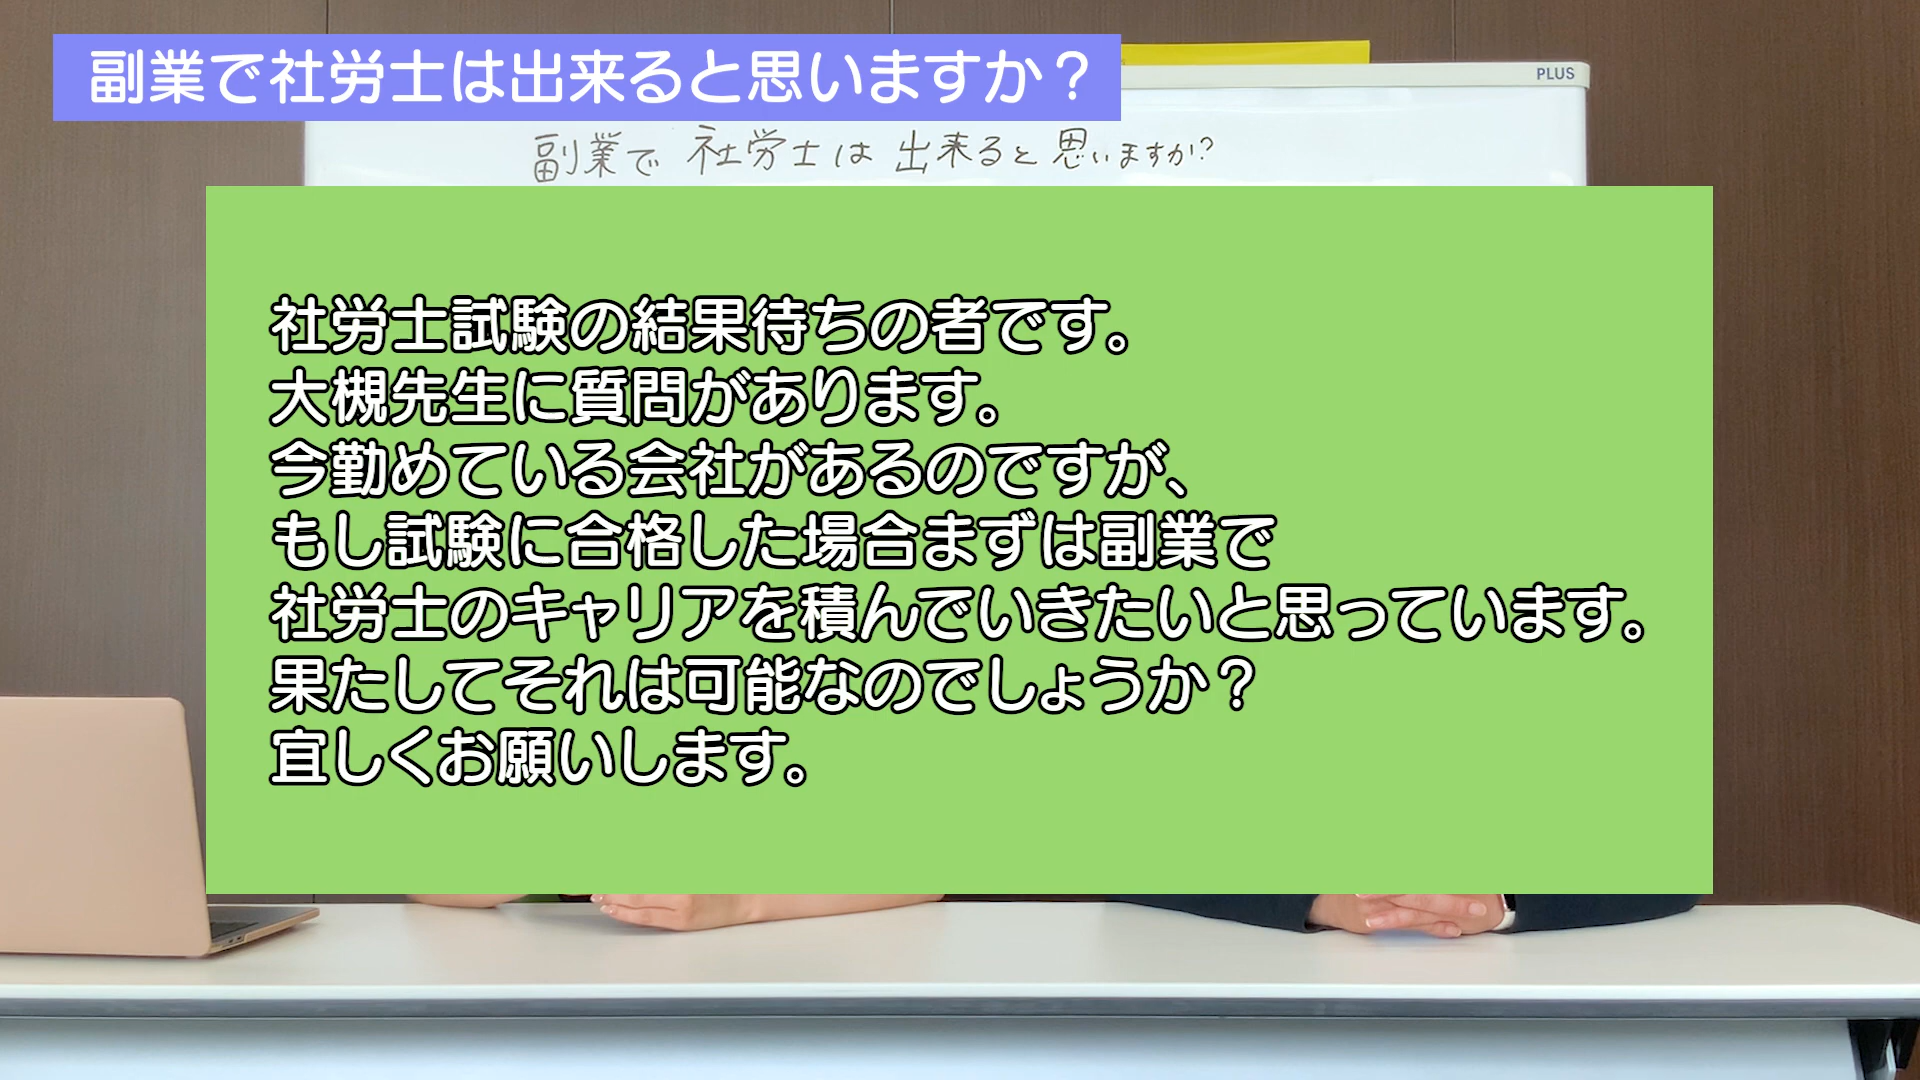 副業で社労士は出来ると思いますか？
PLUS
副業で 社労士は 出来ると 思いますか?
社労士試験の結果待ちの者です。
大槻先生に質問があります。
今勤めている会社があるのですが、
もし試験に合格した場合まずは副業で
社労士のキャリアを積んでいきたいと思っています。
果たしてそれは可能なのでしょうか？
宜しくお願いします。